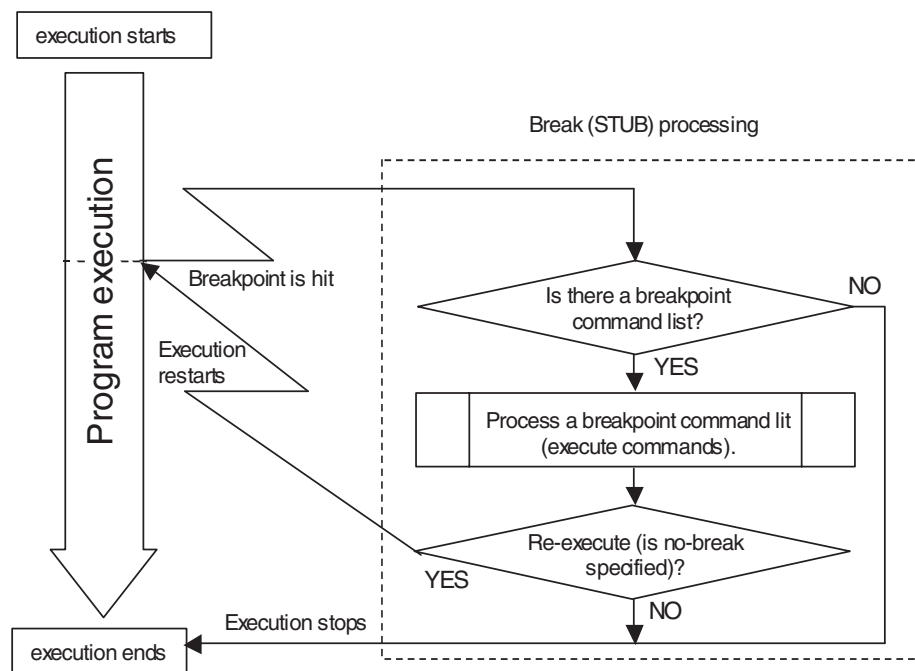 execution starts
Break (STUB) processing
Program execution
Breakpoint is hit
Is there a breakpoint
command list?
NO
YES
Execution
restarts
Process a breakpoint command lit
(execute commands).
Re-execute (is no-break
specified)?
YES
NO
Execution stops
execution ends